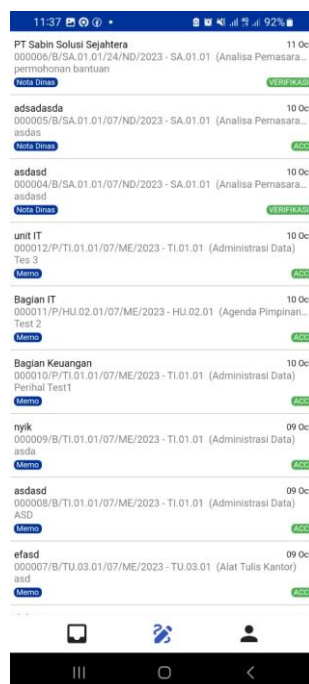 11:37 92%
PT Sabin Solusi Sejahtera 11 Oc
000006/B/SA.01.01/24/ND/2023 - SA.01.01 (Analisa Pemasara...
permohonan bantuan
Nota Dinas VERIFIKASI
adsadasda 10 Oc
000005/B/SA.01.01/07/ND/2023 - SA.01.01 (Analisa Pemasara...
asdas
Nota Dinas ACC
asdasd 10 Oc
000004/B/SA.01.01/07/ND/2023 - SA.01.01 (Analisa Pemasara...
asdasd
Nota Dinas VERIFIKASI
unit IT 10 Oc
000012/P/TI.01.01/07/ME/2023 - TI.01.01 (Administrasi Data)
Tes 3
Memo ACC
Bagian IT 10 Oc
000011/P/HU.02.01/07/ME/2023 - HU.02.01 (Agenda Pimpinan...
Test 2
Memo ACC
Bagian Keuangan 10 Oc
000010/P/TI.01.01/07/ME/2023 - TI.01.01 (Administrasi Data)
Perihal Test1
Memo ACC
nyik 09 Oc
000009/B/TI.01.01/07/ME/2023 - TI.01.01 (Administrasi Data)
asda
Memo ACC
asdasd 09 Oc
000008/B/TI.01.01/07/ME/2023 - TI.01.01 (Administrasi Data)
ASD
Memo ACC
efasd 09 Oc
000007/B/TU.03.01/07/ME/2023 - TU.03.01 (Alat Tulis Kantor)
asd
Memo ACC